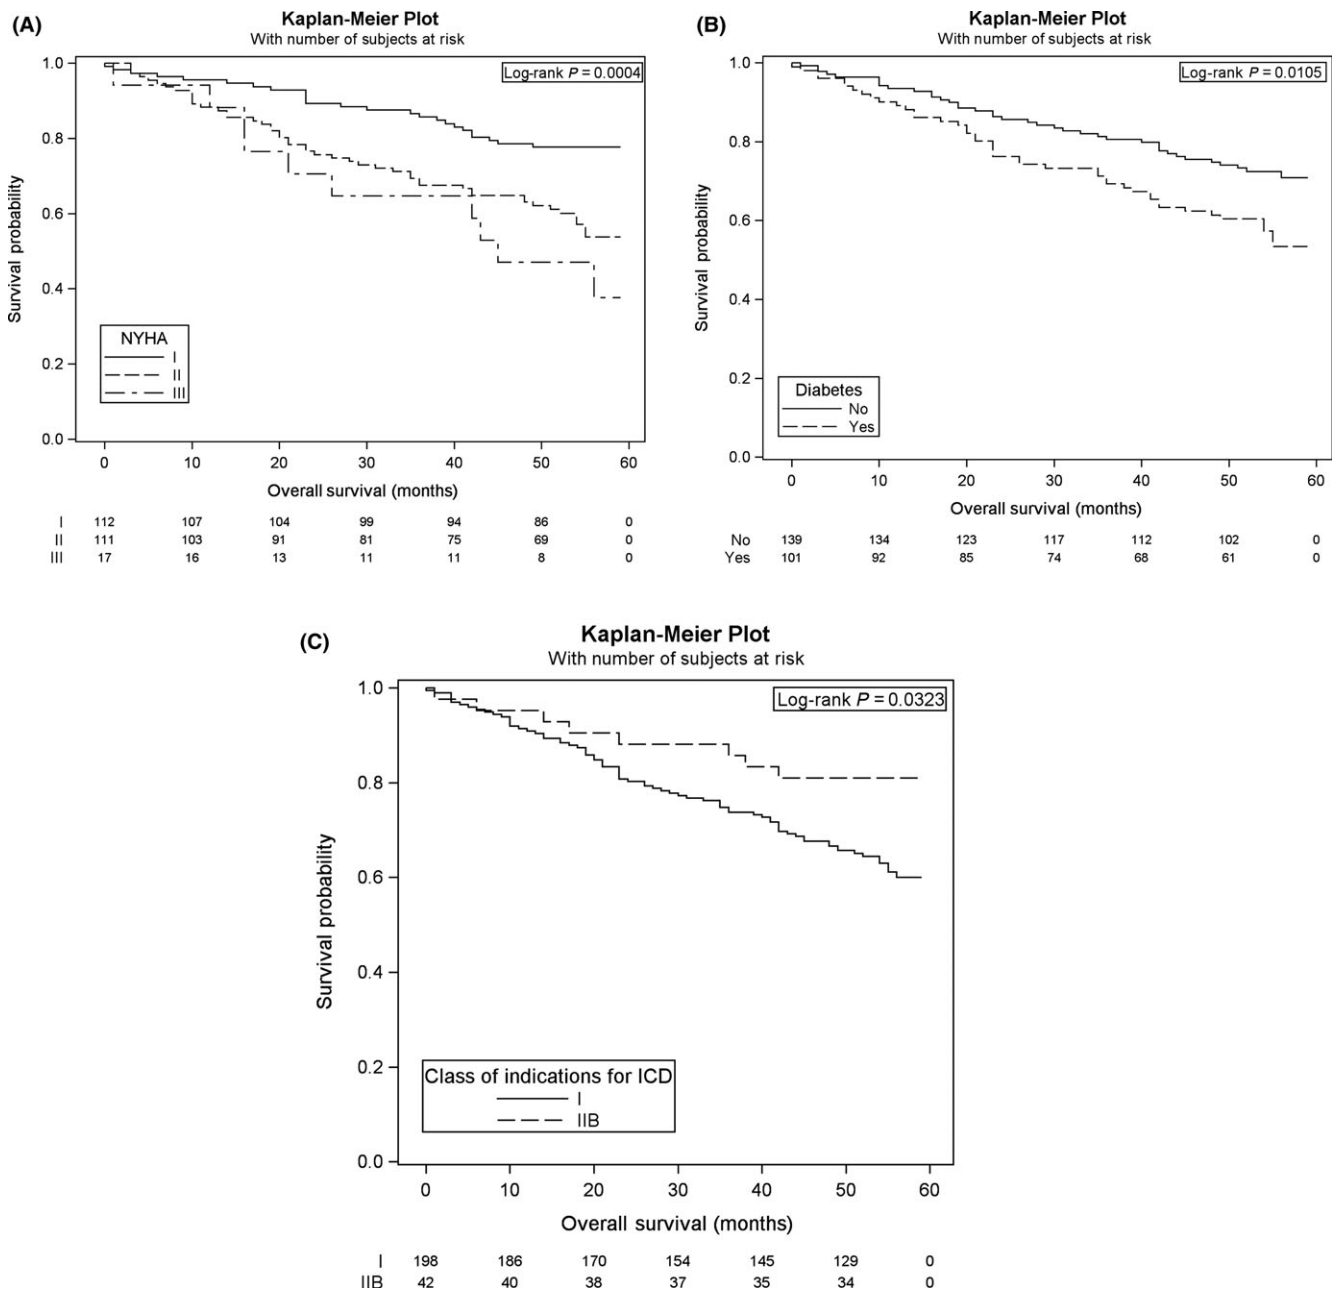 (A)
Kaplan-Meier Plot
With number of subjects at risk
Log-rank P = 0.0004
1.0
0.8
0.6
0.4
0.2
0.0
Survival probability
NYHA
I
II
III
0 10 20 30 40 50 60
Overall survival (months)
I 112 107 104 99 94 86 0
II 111 103 91 81 75 69 0
III 17 16 13 11 11 8 0
(B)
Kaplan-Meier Plot
With number of subjects at risk
Log-rank P = 0.0105
1.0
0.8
0.6
0.4
0.2
0.0
Survival probability
Diabetes
No
Yes
0 10 20 30 40 50 60
Overall survival (months)
No 139 134 123 117 112 102 0
Yes 101 92 85 74 68 61 0
(C)
Kaplan-Meier Plot
With number of subjects at risk
Log-rank P = 0.0323
1.0
0.8
0.6
0.4
0.2
0.0
Survival probability
Class of indications for ICD
I
IIB
0 10 20 30 40 50 60
Overall survival (months)
I 198 186 170 154 145 129 0
IIB 42 40 38 37 35 34 0